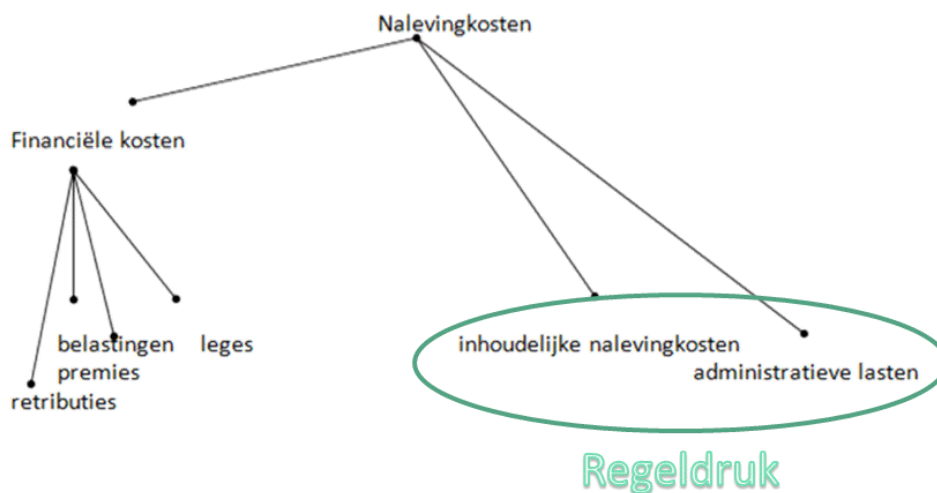 Nalevingkosten
Financiële kosten
belastingen leges
premies
retributies
inhoudelijke nalevingkosten
administratieve lasten
Regeldruk